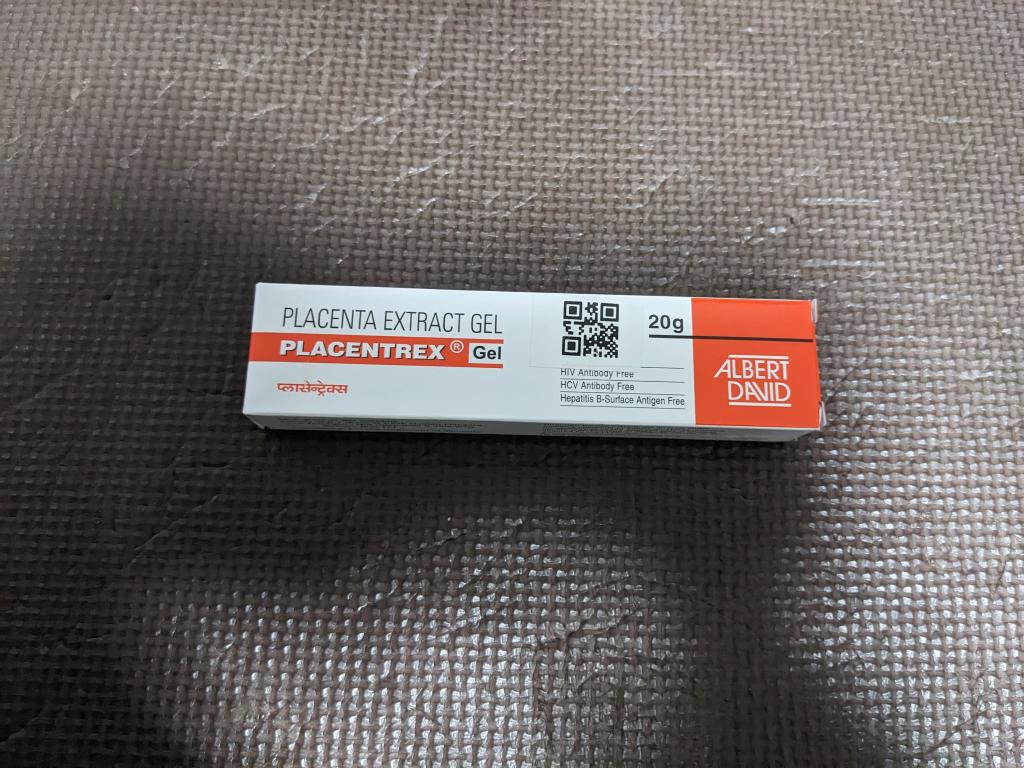 PLACENTA EXTRACT GEL
PLACENTREX® Gel
प्लासेन्ट्रेक्स
20g
HIV Antibody Free
HCV Antibody Free
Hepatitis B-Surface Antigen Free
ALBERT
DAVID